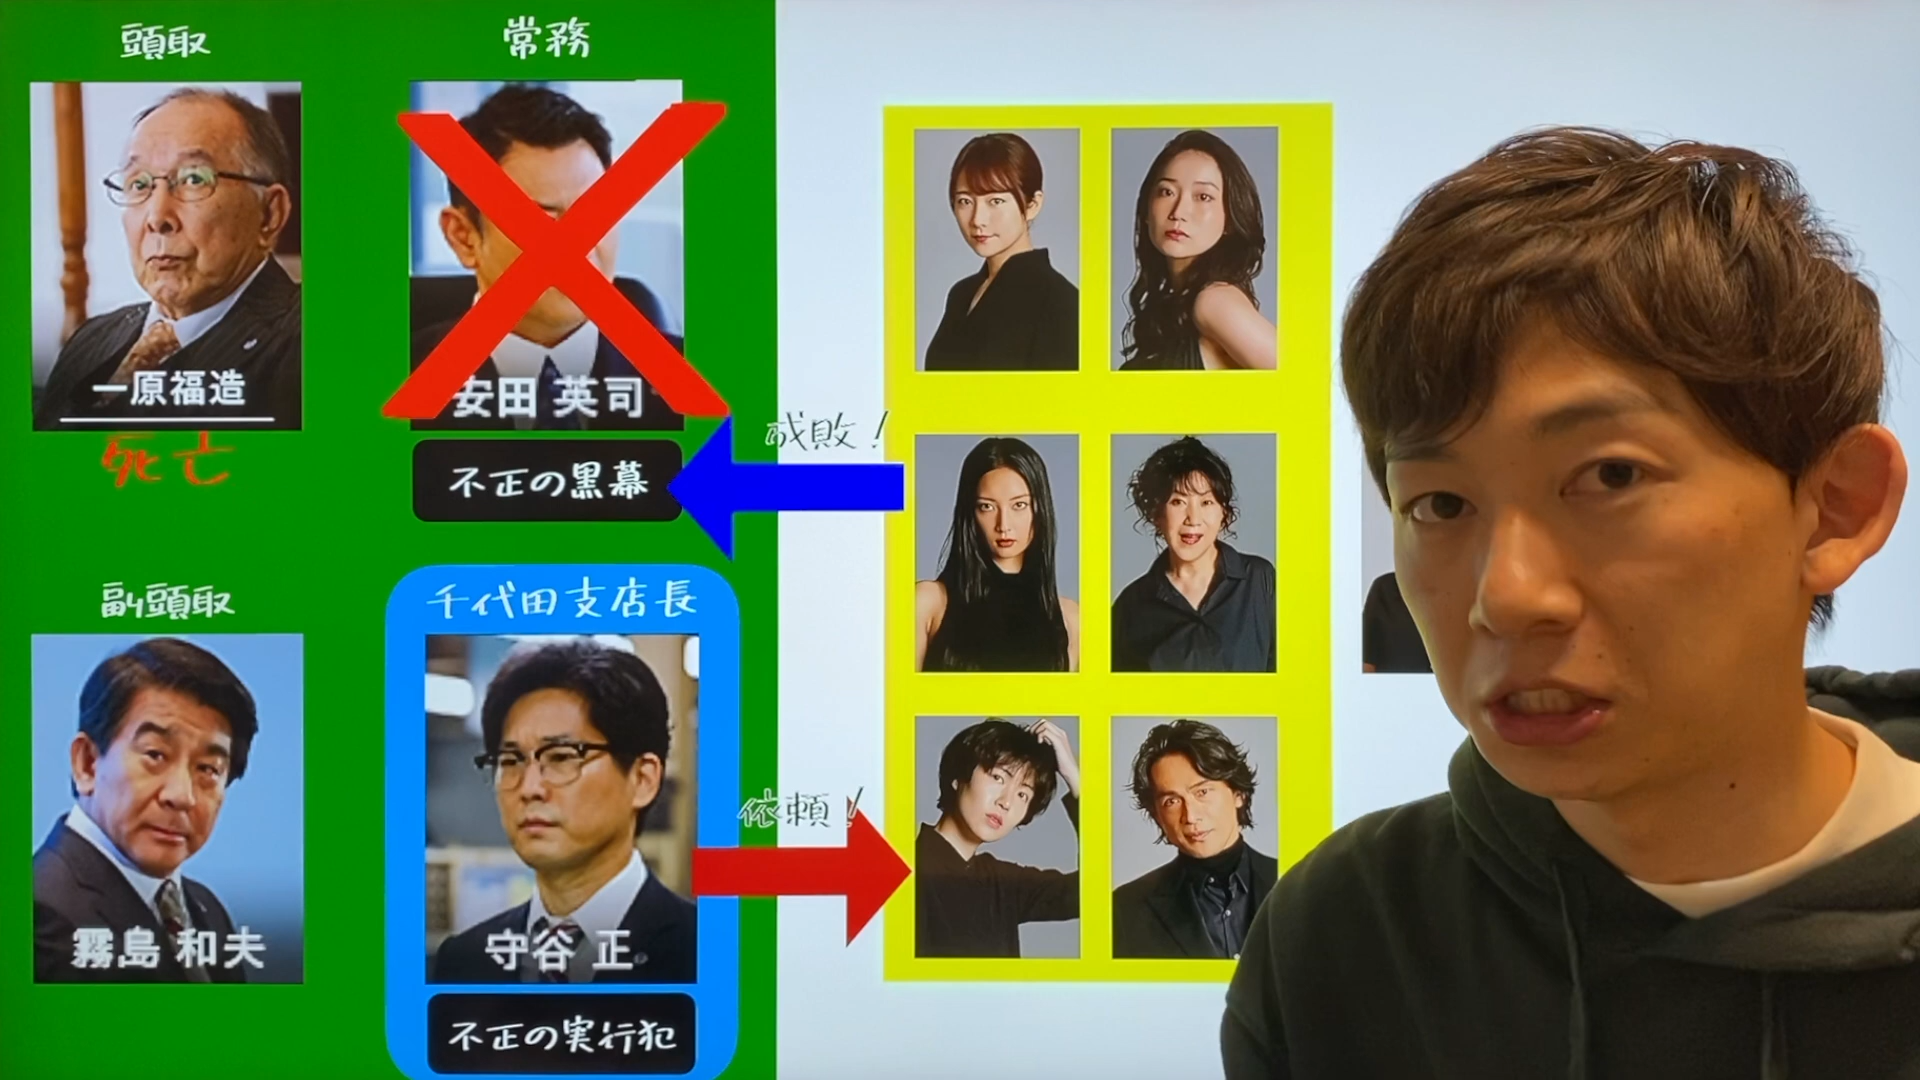 頭取
一原福造
死亡
常務
安田 英司
不正の黒幕
成敗！
副頭取
霧島 和夫
千代田支店長
守谷 正
不正の実行犯
依頼！